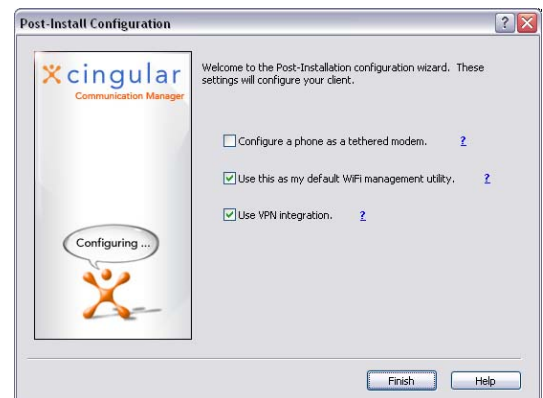 Post-Install Configuration
?
cingular
Communication Manager
Welcome to the Post-Installation configuration wizard. These
settings will configure your client.
Configure a phone as a tethered modem. ?
Use this as my default WiFi management utility. ?
Use VPN integration. ?
Configuring ...
Finish Help